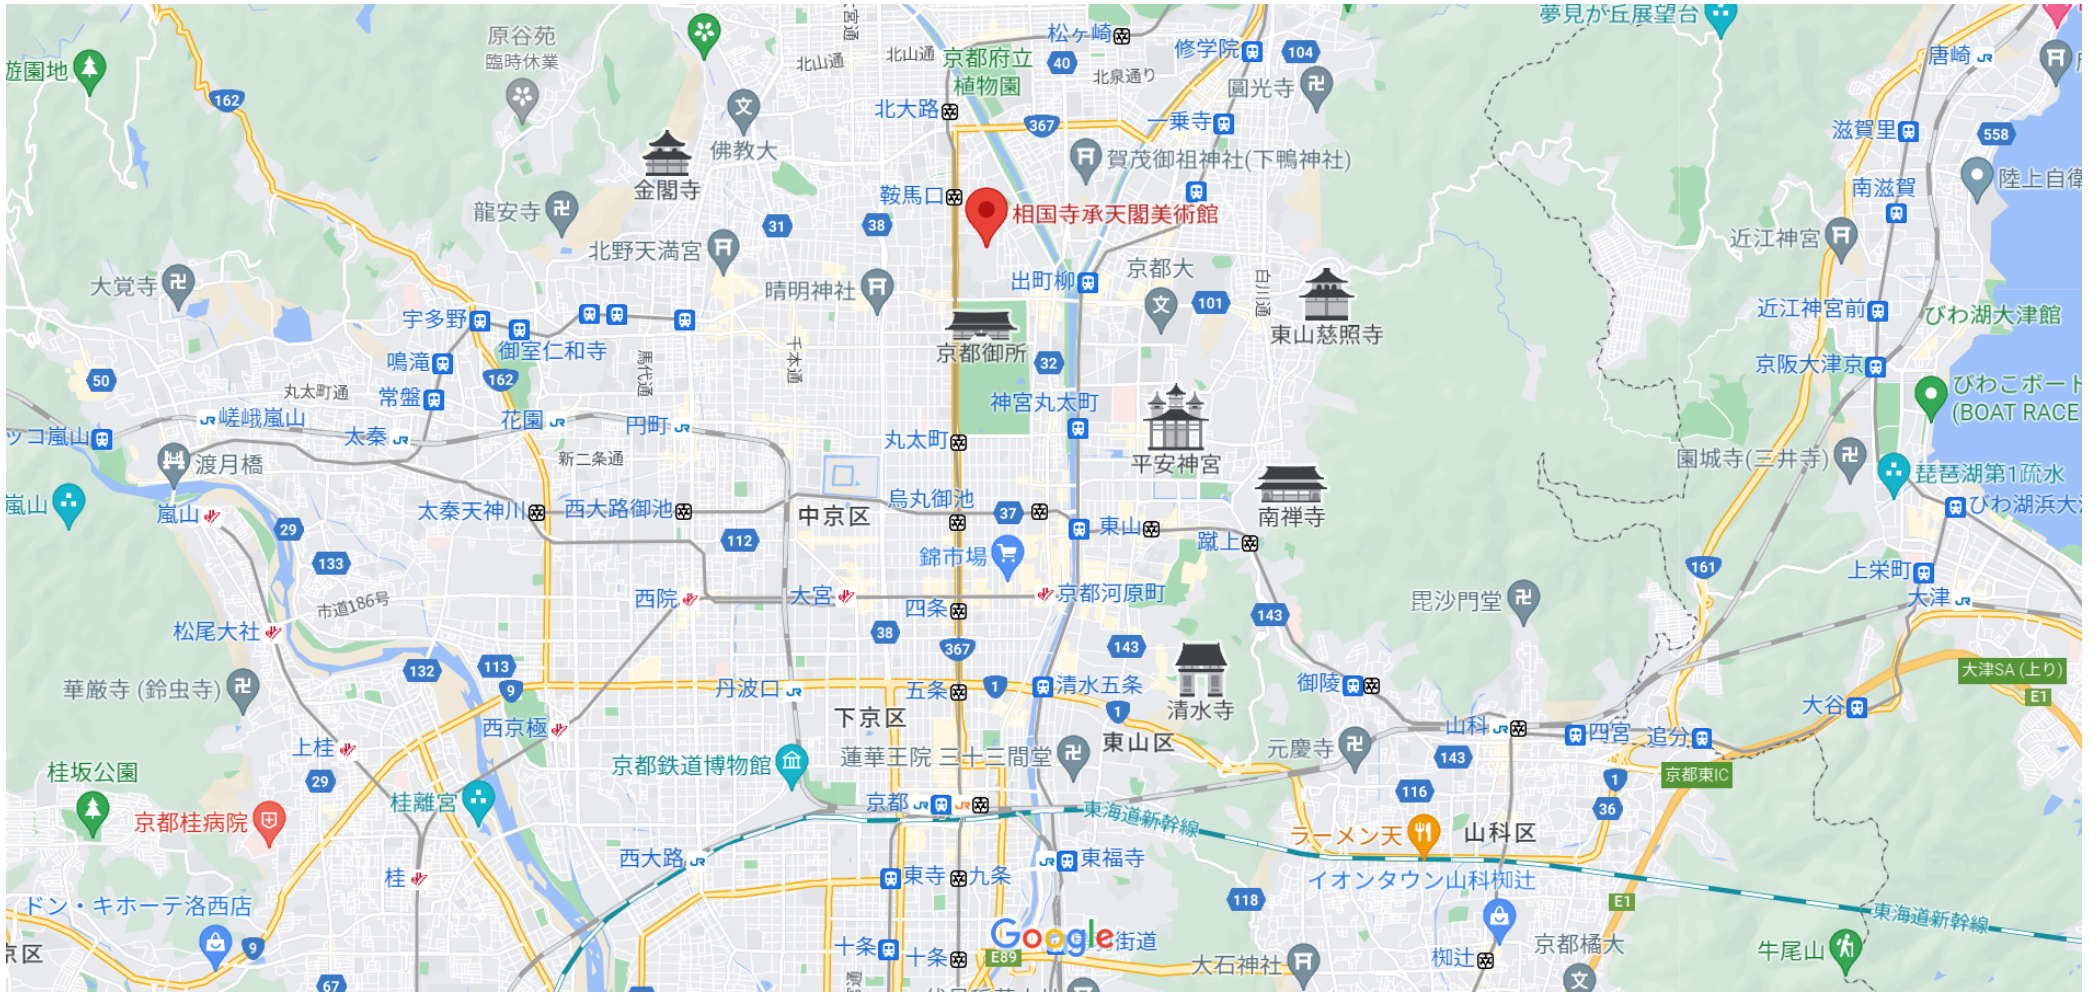 夢見が丘展望台
原谷苑
臨時休業
松ヶ崎
修学院
104
唐崎
遊園地
北山通
北山通
京都府立
植物園
40
北泉通り
圓光寺
162
北大路
367
一乗寺
滋賀里
558
佛教大
賀茂御祖神社(下鴨神社)
金閣寺
鞍馬口
南滋賀
陸上自衛
龍安寺
相国寺承天閣美術館
31
38
近江神宮
北野天満宮
大覚寺
晴明神社
出町柳
京都大
白川通
101
近江神宮前
びわ湖大津館
宇多野
東山慈照寺
御室仁和寺
京都御所
鳴滝
馬代通
千本通
32
京阪大津京
50
162
丸太町通
常盤
神宮丸太町
びわこボート
(BOAT RACE
嵯峨嵐山
花園
円町
ッコ嵐山
太秦
丸太町
新二条通
渡月橋
平安神宮
園城寺(三井寺)
琵琶湖第1疏水
嵐山
嵐山
太秦天神川
西大路御池
烏丸御池
中京区
37
南禅寺
びわ湖浜大津
29
112
東山
蹴上
錦市場
133
161
上栄町
市道186号
西院
大宮
四条
京都河原町
毘沙門堂
大津
松尾大社
38
143
367
143
132
113
9
華厳寺 (鈴虫寺)
丹波口
五条
1
清水五条
御陵
大津SA (上り)
E1
清水寺
下京区
1
大谷
西京極
東山区
山科
四宮
追分
上桂
元慶寺
143
京都鉄道博物館
蓮華王院 三十三間堂
桂坂公園
29
京都東IC
1
116
36
桂離宮
京都
東海道新幹線
京都桂病院
ラーメン天
山科区
西大路
東福寺
桂
東寺
九条
イオンタウン山科椥辻
118
E1
ドン・キホーテ洛西店
東海道新幹線
9
Google
街道
十条
十条
E89
京都橘大
牛尾山
京区
大石神社
椥辻
67